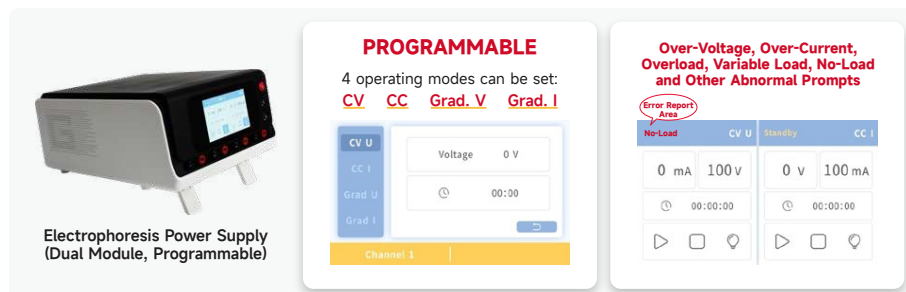 Electrophoresis Power Supply
(Dual Module, Programmable)
PROGRAMMABLE
4 operating modes can be set:
CV CC Grad. V Grad. I
CV U
CC I
Grad U
Grad I
Voltage 0 V
00:00
Channel 1
Over-Voltage, Over-Current,
Overload, Variable Load, No-Load
and Other Abnormal Prompts
Error Report
Area
No-Load CV U Standby CC I
0 mA 100 V 0 V 100 mA
00:00:00 00:00:00